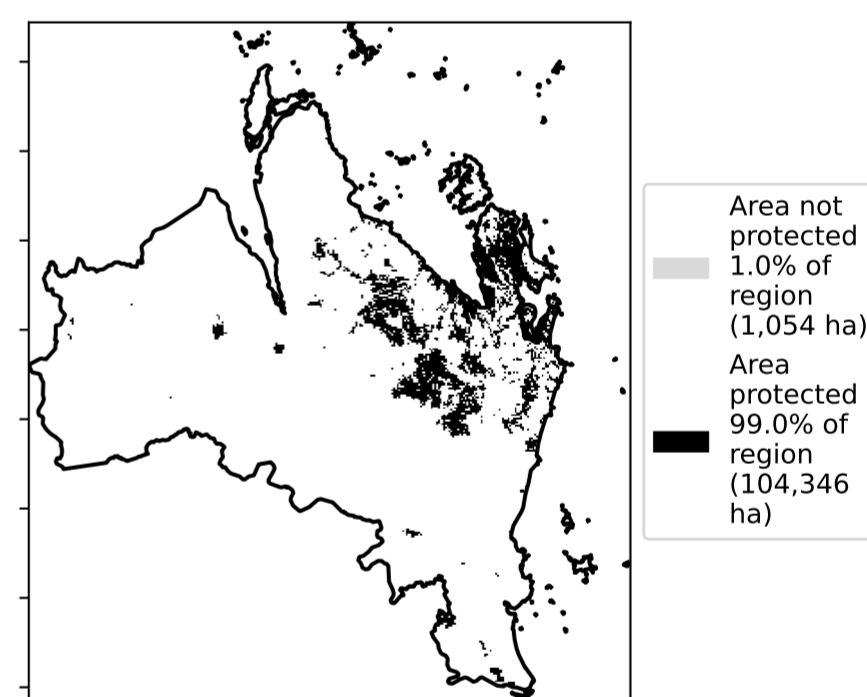 Area not
protected
1.0% of
region
(1,054 ha)
Area
protected
99.0% of
region
(104,346
ha)